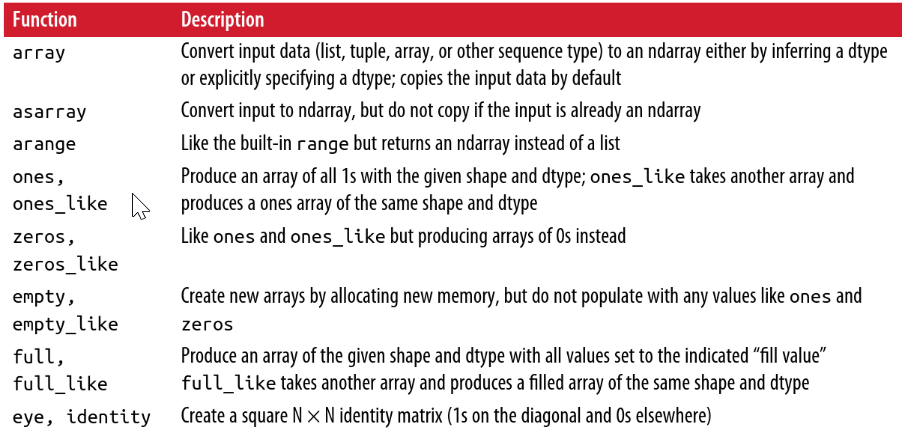 Function Description
array Convert input data (list, tuple, array, or other sequence type) to an ndarray either by inferring a dtype
or explicitly specifying a dtype; copies the input data by default
asarray Convert input to ndarray, but do not copy if the input is already an ndarray
arange Like the built-in range but returns an ndarray instead of a list
ones, Produce an array of all 1s with the given shape and dtype; ones_like takes another array and
ones_like produces a ones array of the same shape and dtype
zeros, Like ones and ones_like but producing arrays of 0s instead
zeros_like
empty, Create new arrays by allocating new memory, but do not populate with any values like ones and
empty_like zeros
full, Produce an array of the given shape and dtype with all values set to the indicated “fill value”
full_like full_like takes another array and produces a filled array of the same shape and dtype
eye, identity Create a square N × N identity matrix (1s on the diagonal and 0s elsewhere)